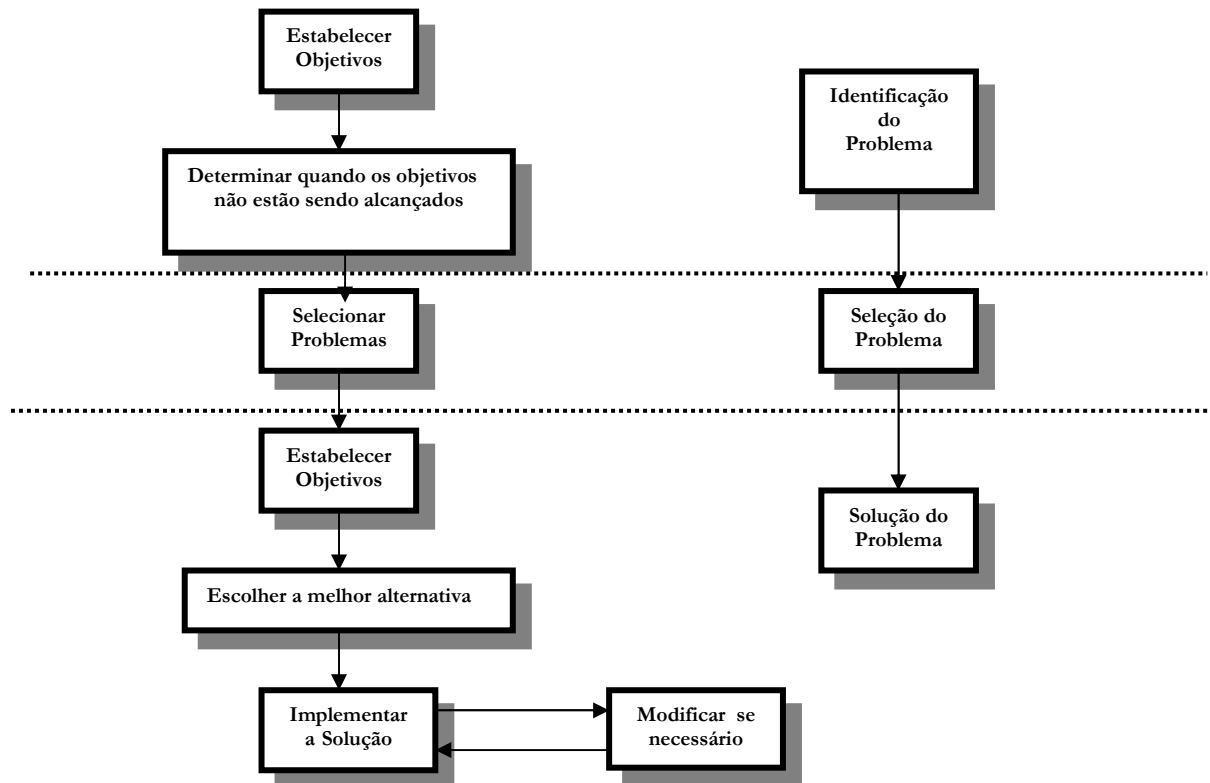 Estabelecer
Objetivos
Identificação
do
Problema
Determinar quando os objetivos
não estão sendo alcançados
Selecionar
Problemas
Seleção do
Problema
Estabelecer
Objetivos
Solução do
Problema
Escolher a melhor alternativa
Implementar
a Solução
Modificar se
necessário